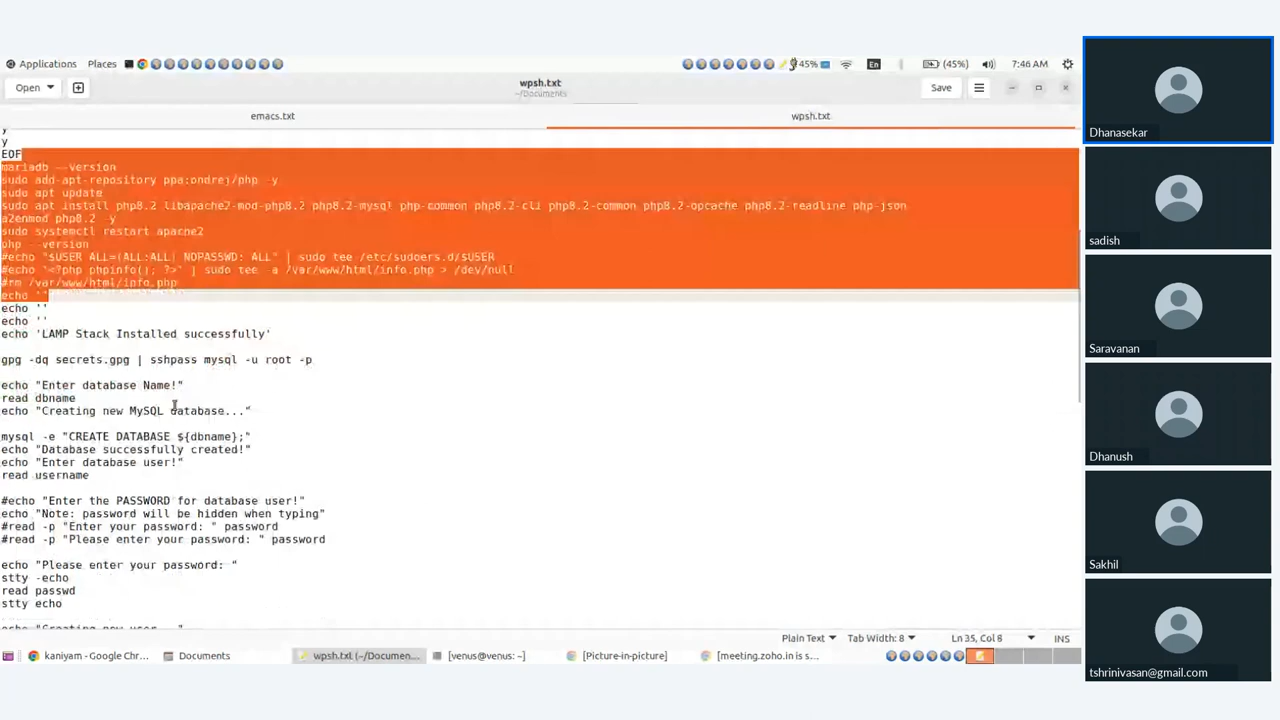 Applications Places 45% En (45%) 7:46 AM
Open wpsh.txt Save
~/Documents
emacs.txt wpsh.txt
y
y
EOF
mariadb --version
sudo add-apt-repository ppa:ondrej/php -y
sudo apt update
sudo apt install php8.2 libapache2-mod-php8.2 php8.2-mysql php-common php8.2-cli php8.2-common php8.2-opcache php8.2-readline php-json
a2enmod php8.2 -y
sudo systemctl restart apache2
php --version
#echo "$USER ALL=(ALL:ALL) NOPASSWD: ALL" | sudo tee /etc/sudoers.d/$USER
#echo "<?php phpinfo(); ?>" | sudo tee -a /var/www/html/info.php > /dev/null
#rm /var/www/html/info.php
echo ''
echo ''
echo ''
echo 'LAMP Stack Installed successfully'
gpg -dq secrets.gpg | sshpass mysql -u root -p
echo "Enter database Name!"
read dbname
echo "Creating new MySQL database..."
mysql -e "CREATE DATABASE ${dbname};"
echo "Database successfully created!"
echo "Enter database user!"
read username
#echo "Enter the PASSWORD for database user!"
echo "Note: password will be hidden when typing"
#read -p "Enter your password: " password
#read -p "Please enter your password: " password
echo "Please enter your password: "
stty -echo
read passwd
stty echo
echo "Creating new user..."
Plain Text Tab Width: 8 Ln 35, Col 8 INS
kaniyam - Google Chr... Documents wpsh.txt (~/Documen... [venus@venus: ~] [Picture-in-picture] [meeting.zoho.in is s...
Dhanasekar
sadish
Saravanan
Dhanush
Sakhil
tshrinivasan@gmail.com